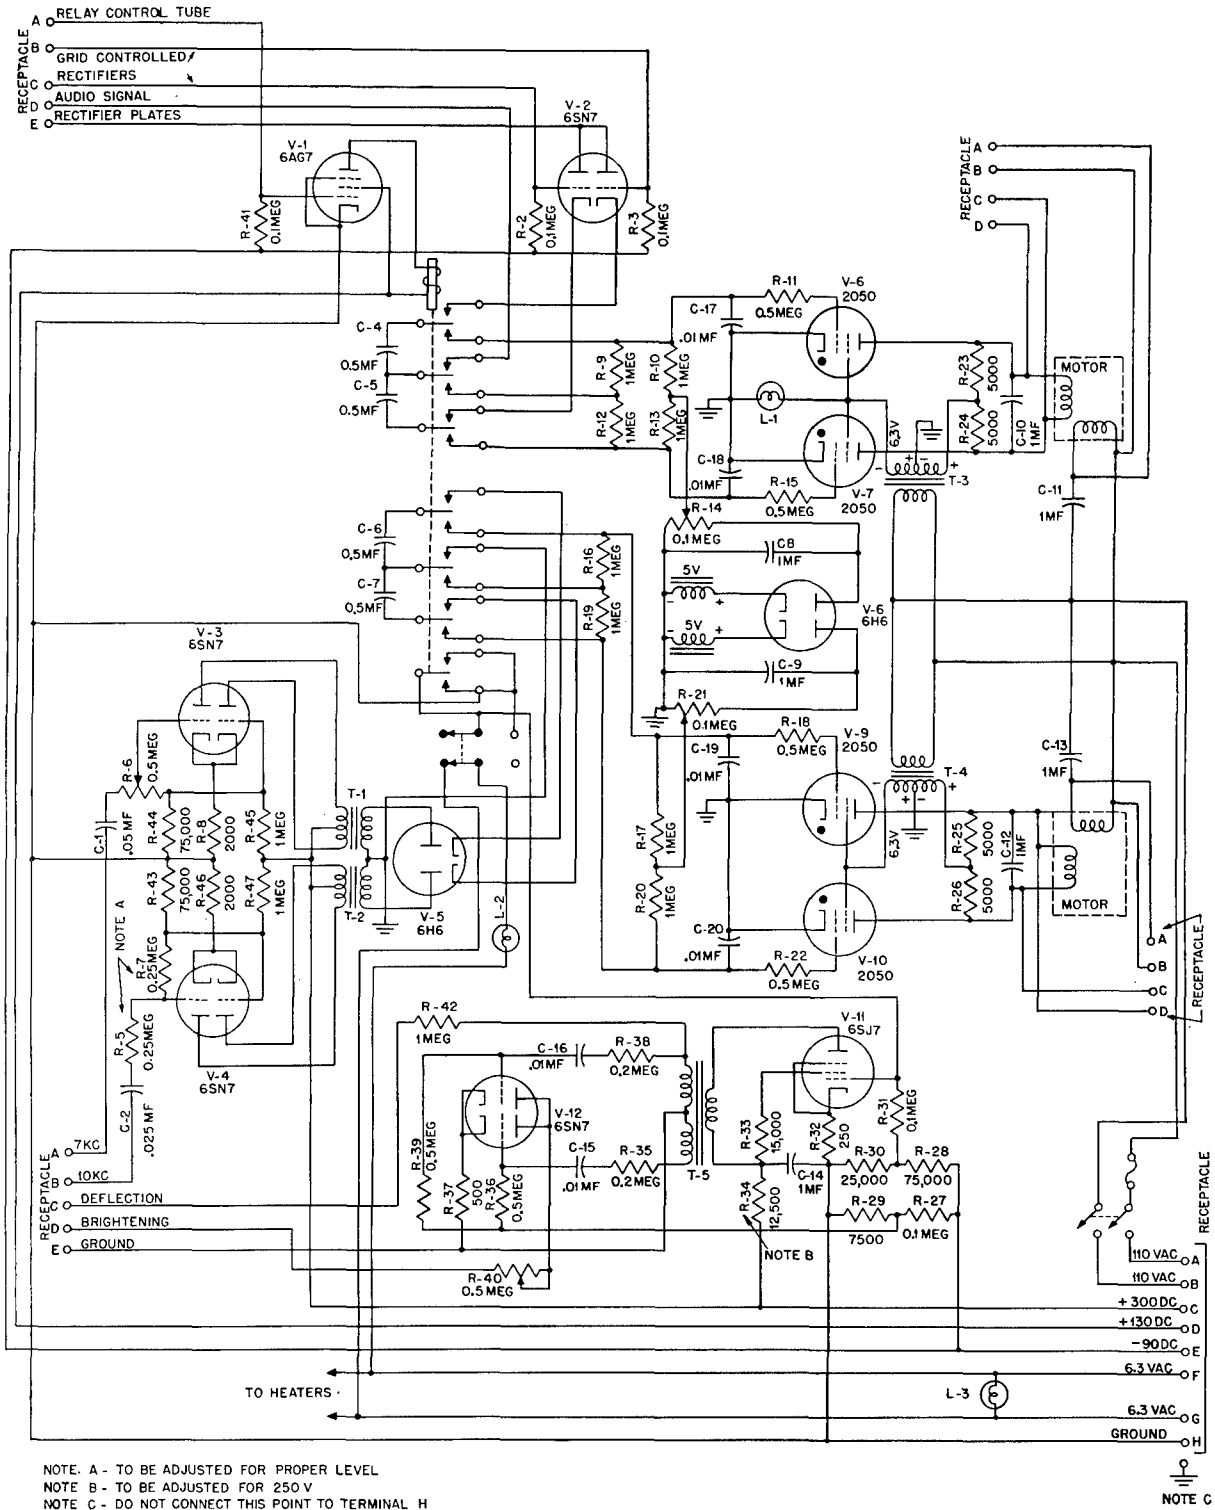 RELAY CONTROL TUBE
A
B
GRID CONTROLLED
RECTIFIERS
C
AUDIO SIGNAL
D
RECTIFIER PLATES
E
RECEPTACLE
V-1
6AG7
V-2
6SN7
R-41
0.1MEG
R-2
0.1MEG
R-3
0.1MEG
RECEPTACLE
A
B
C
D
C-4
0.5MF
C-5
0.5MF
R-9
1MEG
R-10
1MEG
R-12
1MEG
R-13
1MEG
C-17
.01MF
R-11
0.5MEG
V-6
2050
L-1
C-18
.01MF
R-15
0.5MEG
V-7
2050
R-23
5000
R-24
5000
C-10
1MF
MOTOR
6.3V
- + - +
T-3
C-11
1MF
C-6
0.5MF
C-7
0.5MF
R-16
1MEG
R-19
1MEG
R-14
0.1MEG
C8
1MF
5V
- +
5V
- +
V-6
6H6
C-9
1MF
R-21
0.1MEG
V-3
6SN7
R-6
0.5MEG
C-1
.05MF
R-44
75,000
R-8
2000
R-45
1MEG
R-43
75,000
R-46
2000
R-47
1MEG
T-1
T-2
V-5
6H6
L-2
NOTE A
R-7
0.25MEG
R-5
0.25MEG
C-2
.025 MF
V-4
6SN7
C-19
.01MF
R-18
0.5MEG
V-9
2050
R-17
1MEG
R-20
1MEG
C-20
.01MF
R-22
0.5MEG
V-10
2050
T-4
- + - +
6.3V
R-25
5000
R-26
5000
C-12
1MF
C-13
1MF
MOTOR
A
B
C
D
RECEPTACLE
R-42
1MEG
C-16
.01MF
R-38
0.2MEG
V-12
6SN7
C-15
.01MF
R-35
0.2MEG
R-39
0.5MEG
R-37
500
R-36
0.5MEG
R-40
0.5MEG
T-5
V-11
6SJ7
R-33
15,000
R-32
250
R-31
0.1MEG
R-34
12,500
C-14
1MF
R-30
25,000
R-28
75,000
R-29
7500
R-27
0.1MEG
NOTE B
RECEPTACLE
A 7KC
B 10KC
C DEFLECTION
D BRIGHTENING
E GROUND
RECEPTACLE
110 VAC A
110 VAC B
+300DC C
+130DC D
-90DC E
6.3 VAC F
L-3
6.3 VAC G
GROUND H
TO HEATERS
NOTE C
NOTE. A - TO BE ADJUSTED FOR PROPER LEVEL
NOTE B - TO BE ADJUSTED FOR 250 V
NOTE C - DO NOT CONNECT THIS POINT TO TERMINAL H